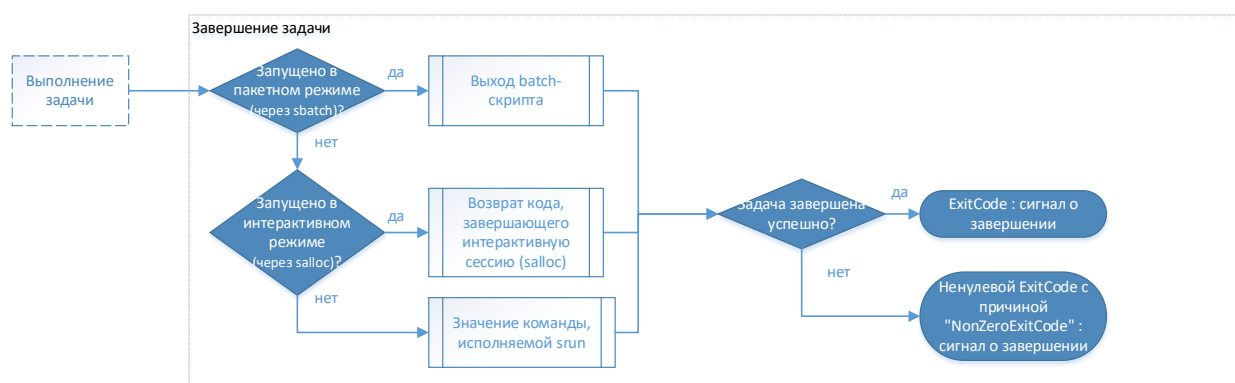 Завершение задачи
Выполнение
задачи
Запущено в
пакетном режиме
(через sbatch)?
да
Выход batch-
скрипта
нет
Запущено в
интерактивном
режиме
(через salloc)?
да
Возврат кода,
завершающего
интерактивную
сессию (salloc)
нет
Значение команды,
исполняемой srun
Задача завершена
успешно?
да
ExitCode : сигнал о
завершении
нет
Ненулевой ExitCode с
причиной
"NonZeroExitCode" :
сигнал о завершении